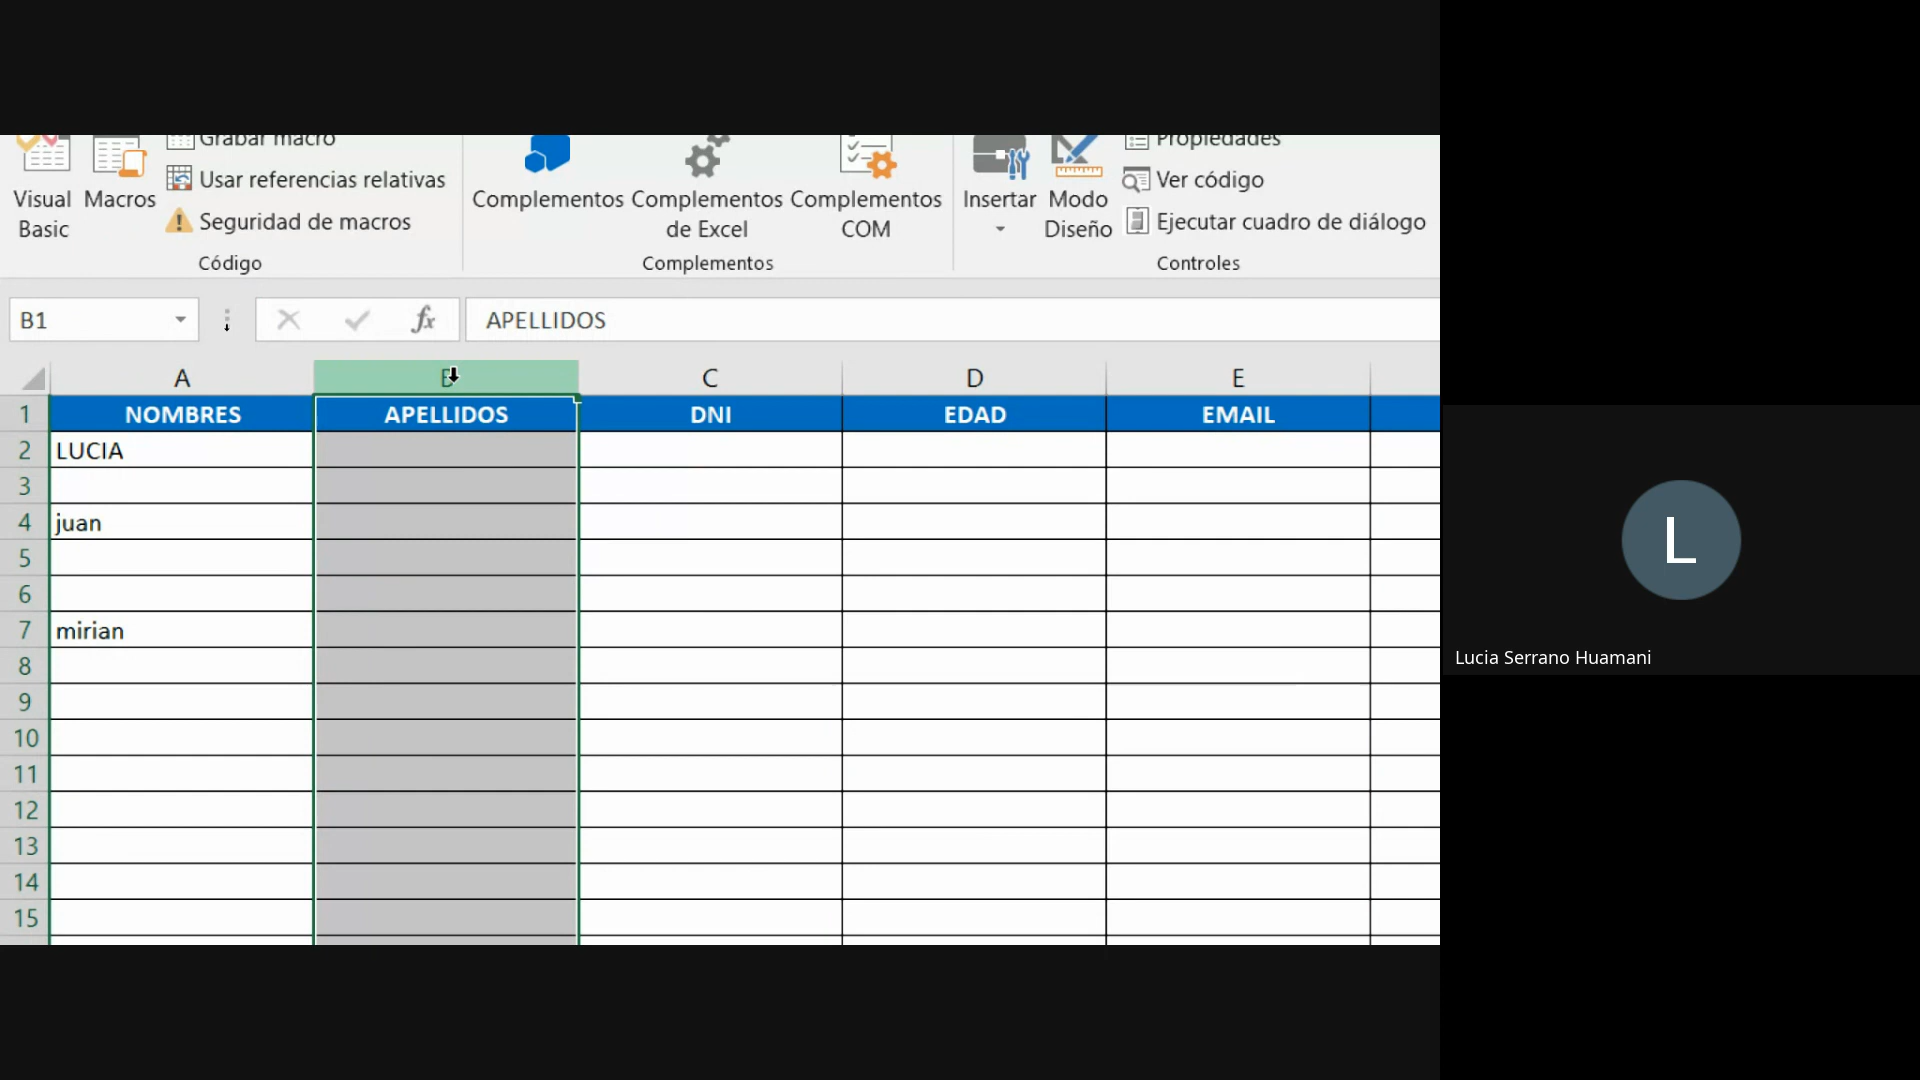 Grabar macro
Propiedades
Usar referencias relativas
Ver código
Visual Basic
Macros
Complementos
Complementos de Excel
Complementos COM
Insertar
Modo Diseño
Seguridad de macros
Ejecutar cuadro de diálogo
Código
Complementos
Controles
B1
fx
APELLIDOS
A B C D E
1 NOMBRES APELLIDOS DNI EDAD EMAIL
2 LUCIA
3
4 juan
5
6
7 mirian
8
9
10
11
12
13
14
15
L
Lucia Serrano Huamani